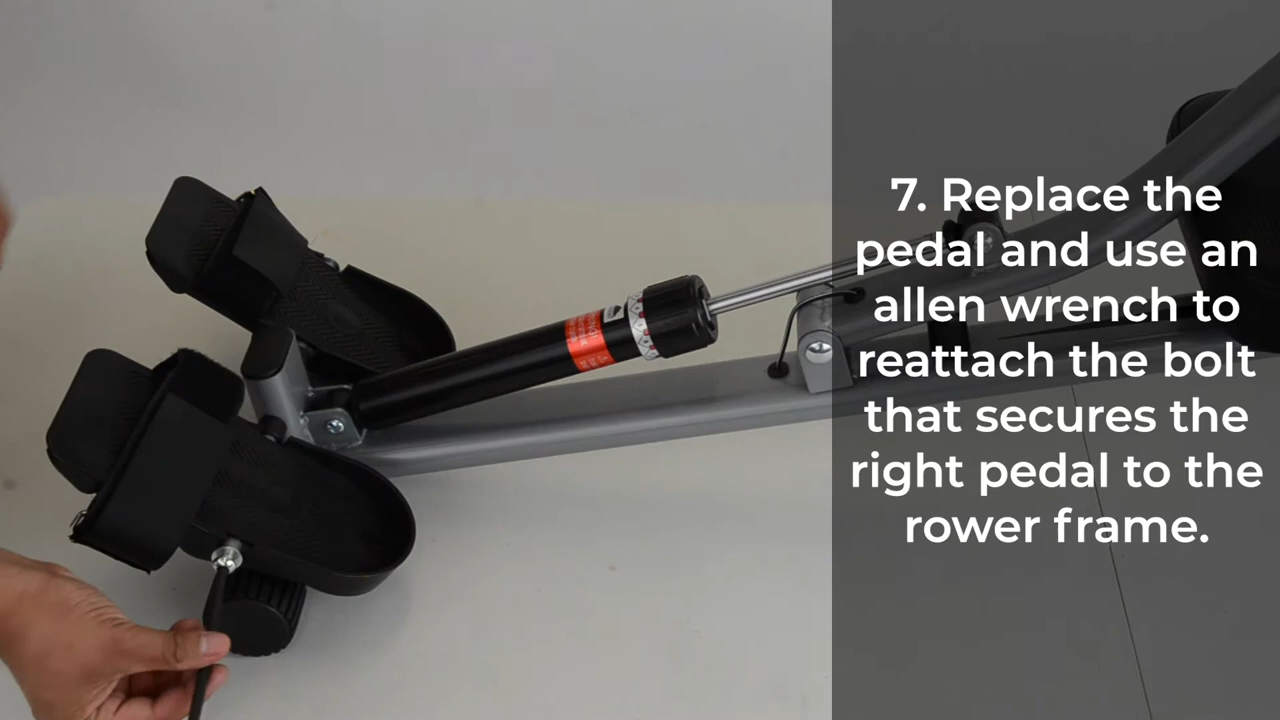 7. Replace the
pedal and use an
allen wrench to
reattach the bolt
that secures the
right pedal to the
rower frame.